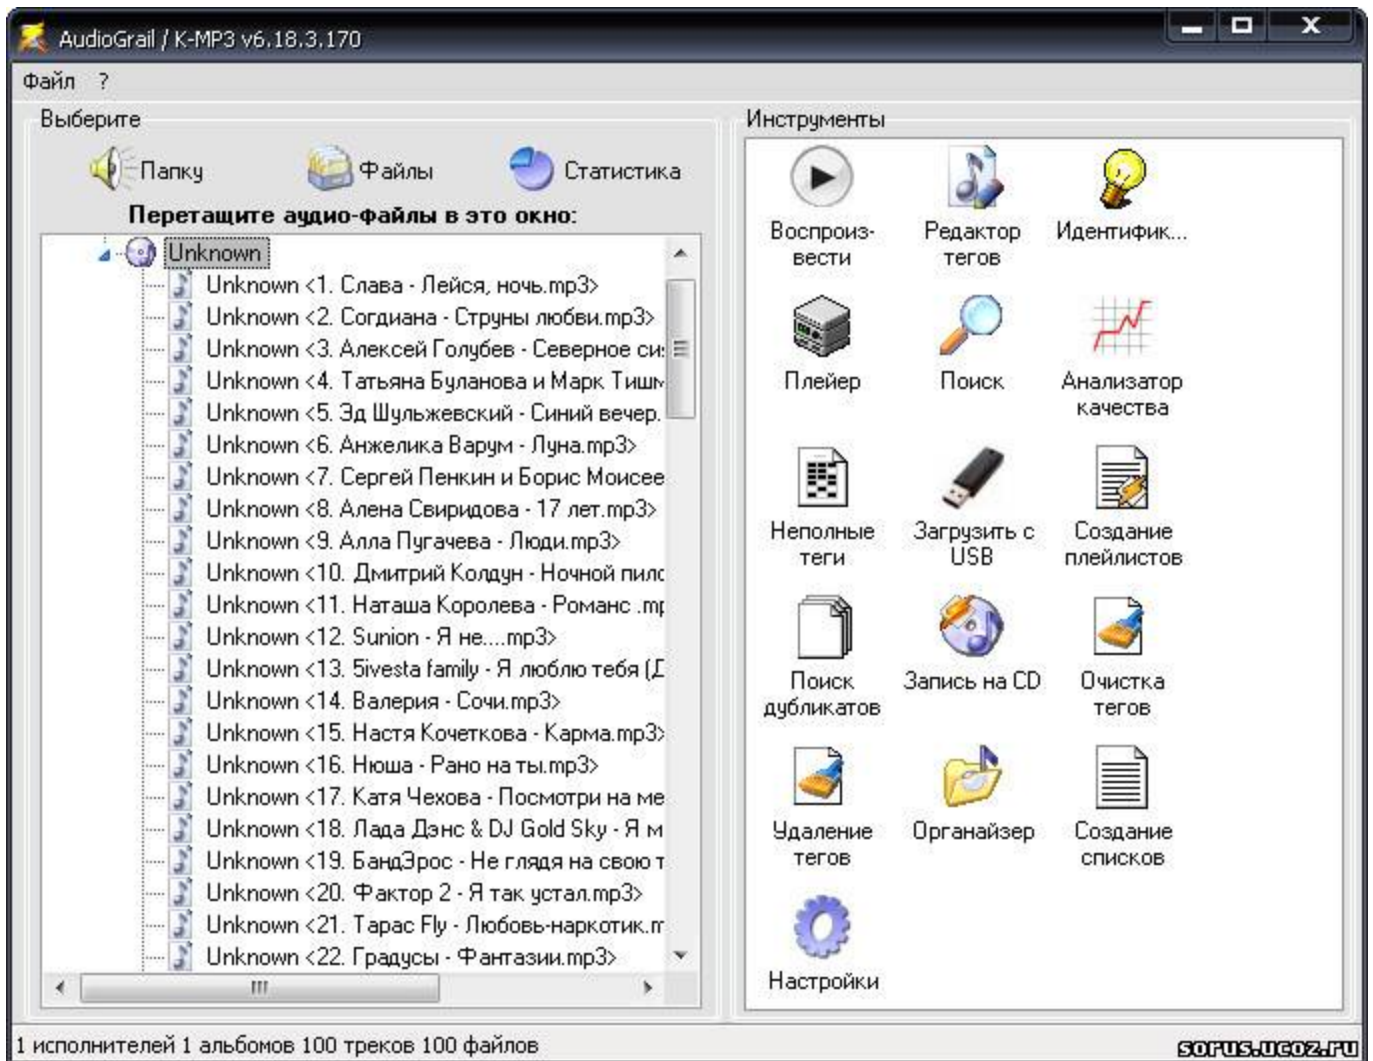 AudioGrail / K-MP3 v6.18.3.170
Файл ?
Выберите
Папку Файлы Статистика
Перетащите аудио-файлы в это окно:
Unknown
Unknown <1. Слава - Лейся, ночь.mp3>
Unknown <2. Согдиана - Струны любви.mp3>
Unknown <3. Алексей Голубев - Северное сия
Unknown <4. Татьяна Буланова и Марк Тишм
Unknown <5. Эд Шульжевский - Синий вечер.
Unknown <6. Анжелика Варум - Луна.mp3>
Unknown <7. Сергей Пенкин и Борис Моисее
Unknown <8. Алена Свиридова - 17 лет.mp3>
Unknown <9. Алла Пугачева - Люди.mp3>
Unknown <10. Дмитрий Колдун - Ночной пило
Unknown <11. Наташа Королева - Романс .mp
Unknown <12. Sunion - Я не....mp3>
Unknown <13. 5ivesta family - Я люблю тебя (Д
Unknown <14. Валерия - Сочи.mp3>
Unknown <15. Настя Кочеткова - Карма.mp3>
Unknown <16. Нюша - Рано на ты.mp3>
Unknown <17. Катя Чехова - Посмотри на ме
Unknown <18. Лада Дэнс & DJ Gold Sky - Я м
Unknown <19. БандЭрос - Не глядя на свою т
Unknown <20. Фактор 2 - Я так устал.mp3>
Unknown <21. Тарас Fly - Любовь-наркотик.m
Unknown <22. Градусы - Фантазии.mp3>
Инструменты
Воспроиз-
вести
Редактор
тегов
Идентифик...
Плейер
Поиск
Анализатор
качества
Неполные
теги
Загрузить с
USB
Создание
плейлистов
Поиск
дубликатов
Запись на CD
Очистка
тегов
Удаление
тегов
Органайзер
Создание
списков
Настройки
1 исполнителей 1 альбомов 100 треков 100 файлов
sorus.ucoz.ru